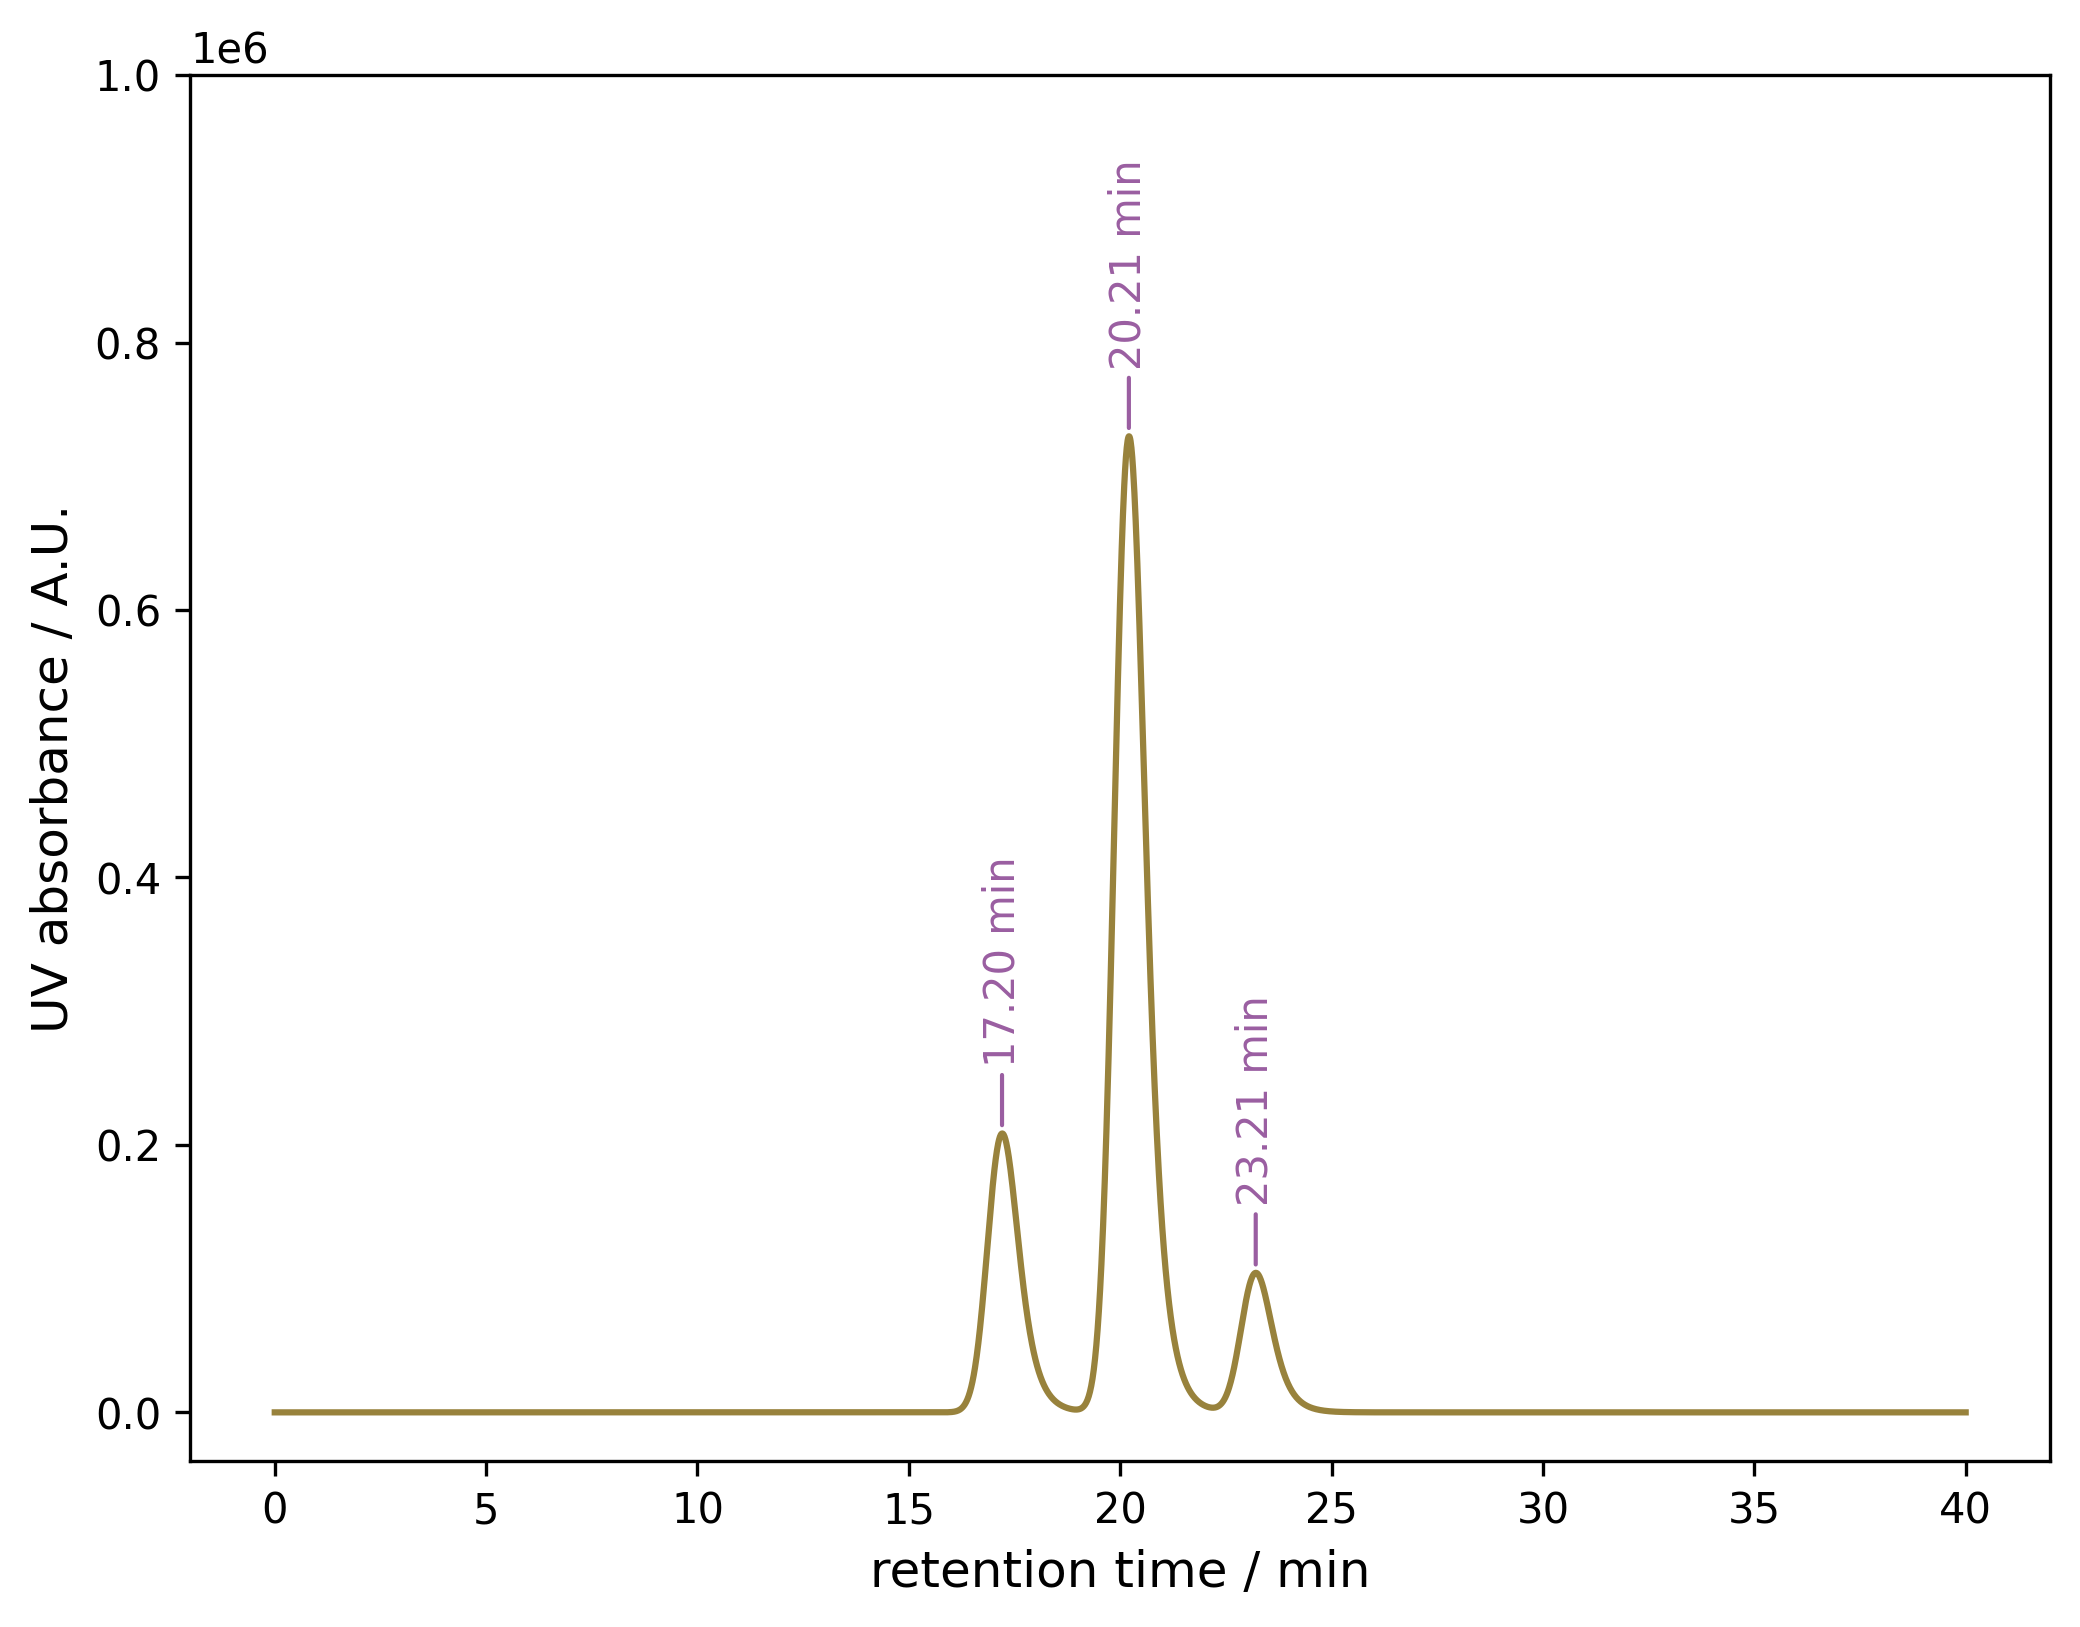 1e6
1.0
0.8
0.6
0.4
0.2
0.0
UV absorbance / A.U.
17.20 min
20.21 min
23.21 min
0 5 10 15 20 25 30 35 40
retention time / min